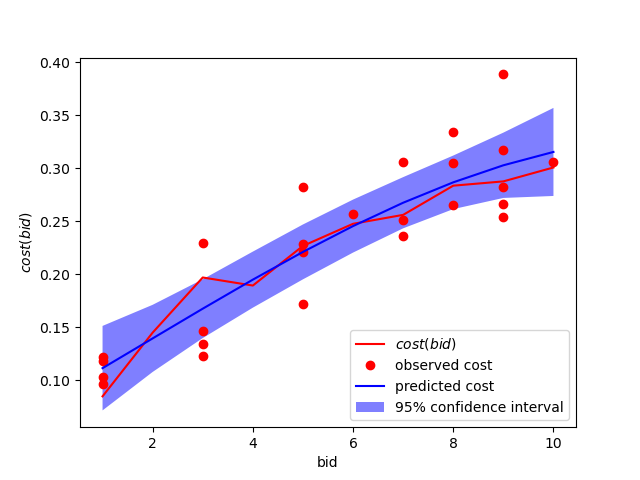 0.40
0.35
0.30
0.25
0.20
0.15
0.10
cost(bid)
2
4
6
8
10
bid
cost(bid)
observed cost
predicted cost
95% confidence interval